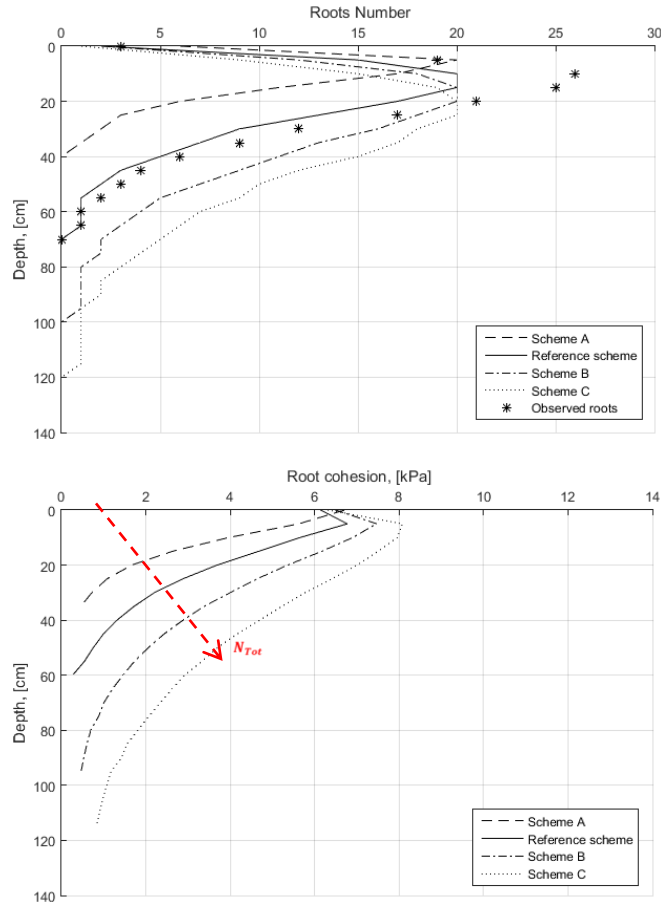 Roots Number
0 5 10 15 20 25 30
0
20
40
60
80
100
120
140
Depth, [cm]
Scheme A
Reference scheme
Scheme B
Scheme C
Observed roots
Root cohesion, [kPa]
0 2 4 6 8 10 12 14
0
20
40
60
80
100
120
140
Depth, [cm]
N_Tot
Scheme A
Reference scheme
Scheme B
Scheme C